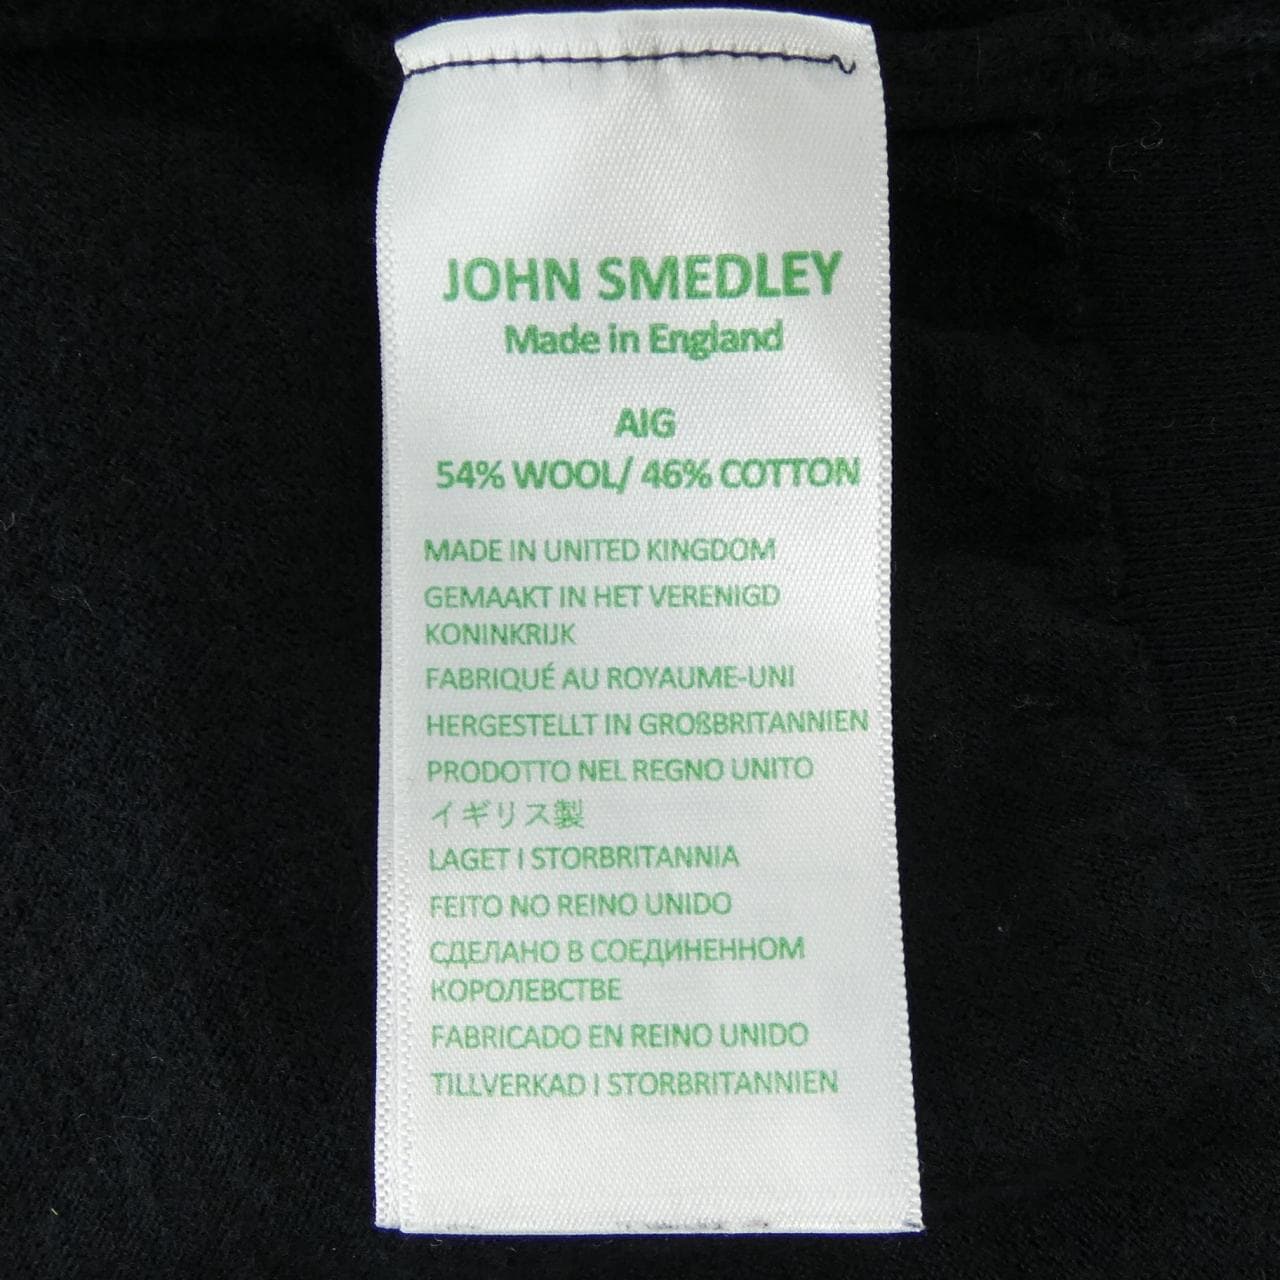 JOHN SMEDLEY
Made in England
AIG
54% WOOL/ 46% COTTON
MADE IN UNITED KINGDOM
GEMAAKT IN HET VERENIGD
KONINKRIJK
FABRIQUÉ AU ROYAUME-UNI
HERGESTELLT IN GROßBRITANNIEN
PRODOTTO NEL REGNO UNITO
イギリス製
LAGET I STORBRITANNIA
FEITO NO REINO UNIDO
СДЕЛАНО В СОЕДИНЕННОМ
КОРОЛЕВСТВЕ
FABRICADO EN REINO UNIDO
TILLVERKAD I STORBRITANNIEN